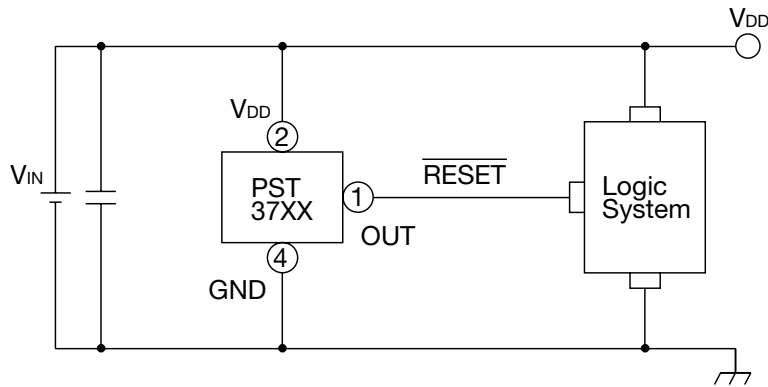 VDD
VDD
2
VIN
PST
37XX
1
RESET
Logic
System
OUT
4
GND